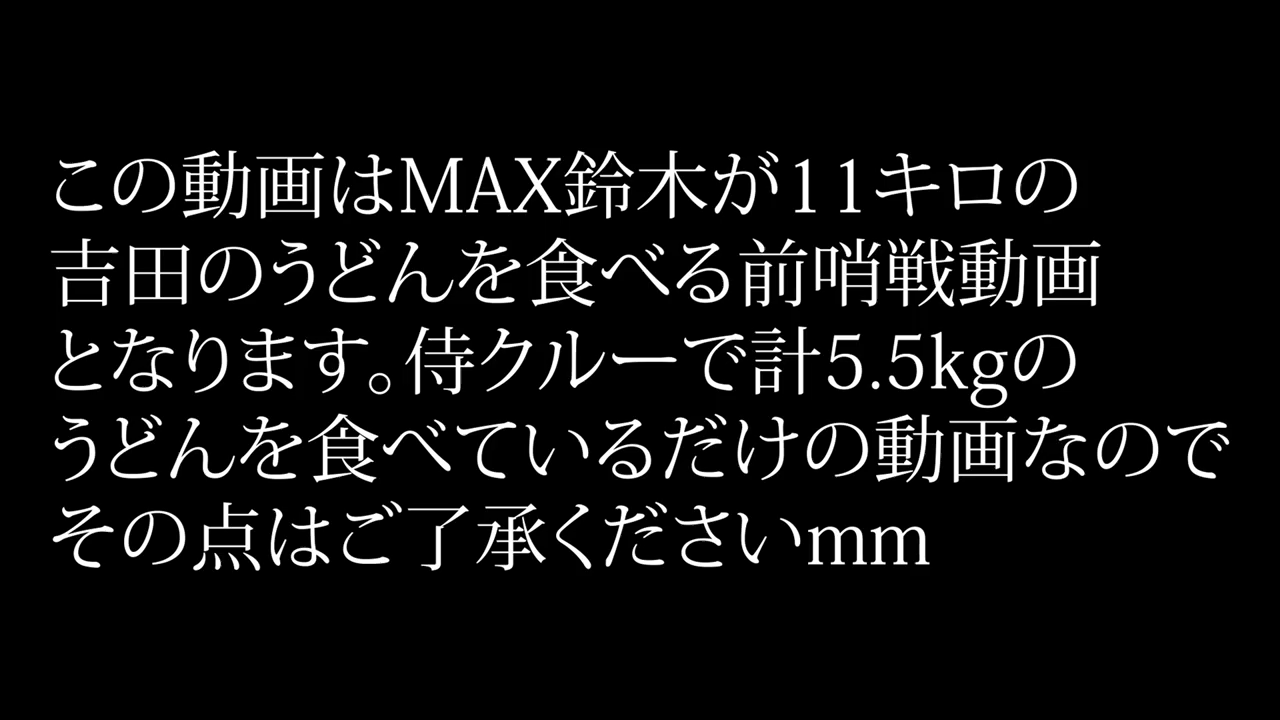 この動画はMAX鈴木が11キロの
吉田のうどんを食べる前哨戦動画
となります。侍クルーで計5.5kgの
うどんを食べているだけの動画なので
その点はご了承くださいmm